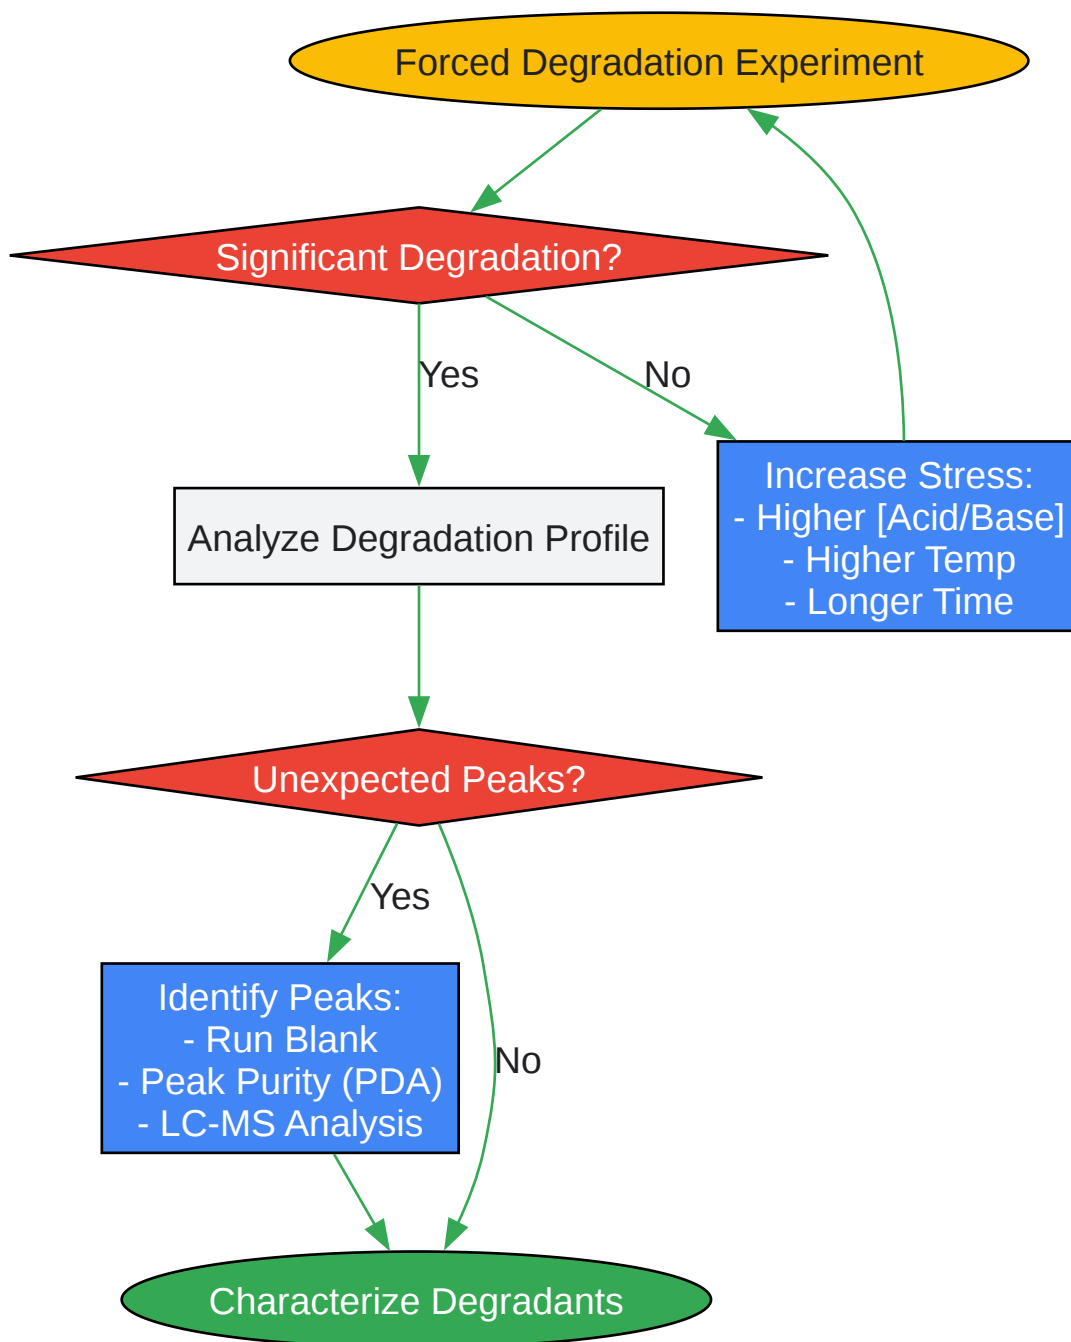 Forced Degradation Experiment
Significant Degradation?
Yes
No
Increase Stress:
- Higher [Acid/Base]
- Higher Temp
- Longer Time
Analyze Degradation Profile
Unexpected Peaks?
Yes
Identify Peaks:
- Run Blank
- Peak Purity (PDA)
- LC-MS Analysis
No
Characterize Degradants